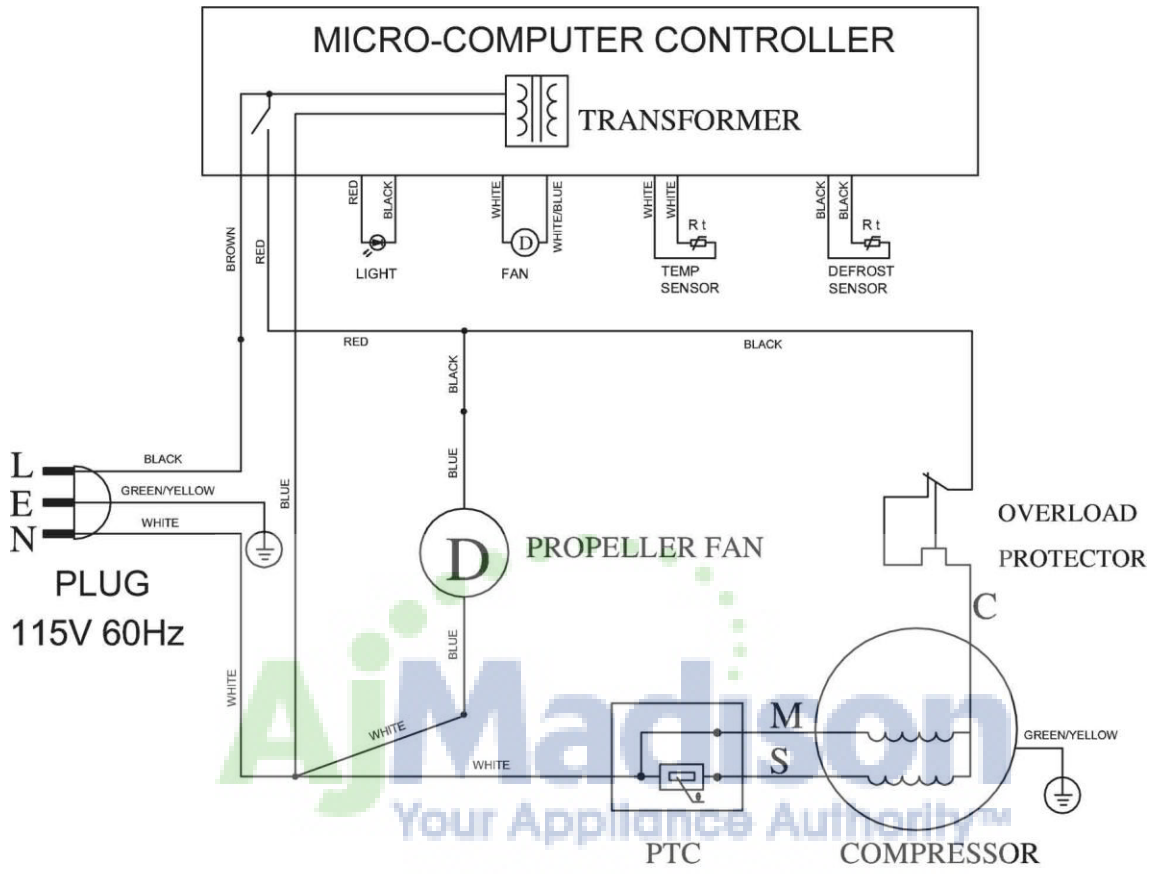 MICRO-COMPUTER CONTROLLER
TRANSFORMER
RED
BLACK
WHITE
WHITE/BLUE
WHITE
WHITE
BLACK
BLACK
BROWN
RED
LIGHT
D
FAN
R t
TEMP
SENSOR
R t
DEFROST
SENSOR
RED
BLACK
BLACK
BLUE
L
E
N
BLACK
GREEN/YELLOW
WHITE
BLUE
PLUG
115V 60Hz
D
PROPELLER FAN
OVERLOAD
PROTECTOR
C
BLUE
WHITE
WHITE
WHITE
M
S
θ
GREEN/YELLOW
PTC
COMPRESSOR
AjMadison
Your Appliance Authority™